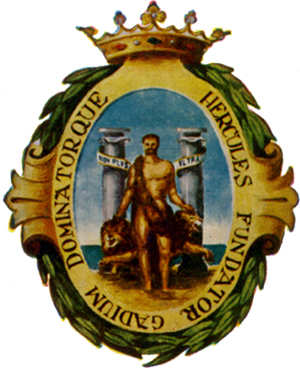 HERCULES FUNDATOR GADIUM DOMINATORQUE
NON PLUS
ULTRA